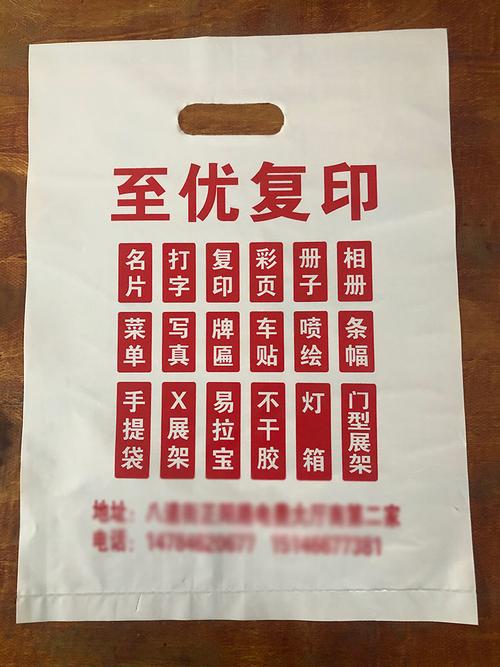 至优复印
名片 打字 复印 彩页 册子 相册
菜单 写真 牌匾 车贴 喷绘 条幅
手提袋 X展架 易拉宝 不干胶 灯箱 门型展架
地址：
电话：